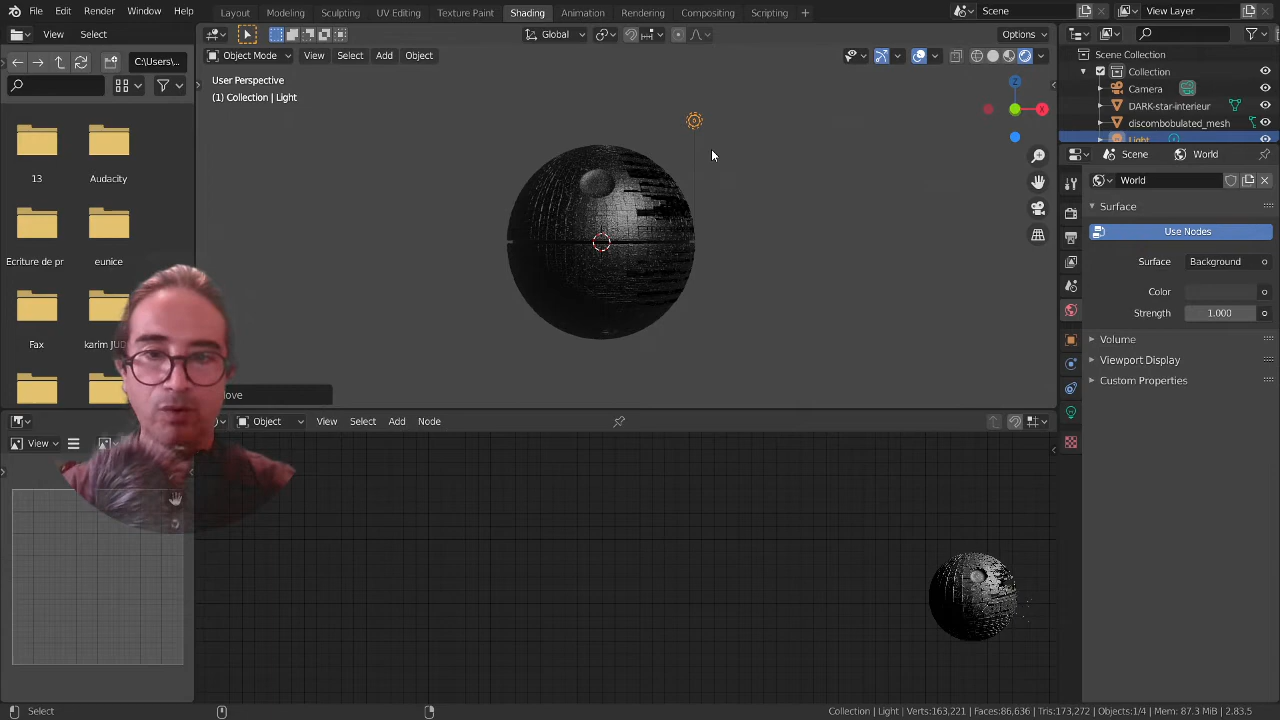 File Edit Render Window Help Layout Modeling Sculpting UV Editing Texture Paint Shading Animation Rendering Compositing Scripting + Scene View Layer
View Select Global Options
C:\Users\...
Object Mode View Select Add Object
User Perspective
(1) Collection | Light
Z
X
Scene Collection
Collection
Camera
DARK-star-interieur
discombobulated_mesh
Light
Scene World
World
Surface
Use Nodes
Surface Background
Color
Strength 1.000
Volume
Viewport Display
Custom Properties
13 Audacity
Ecriture de pr eunice
Fax karim JUD
ove
Object View Select Add Node
View
Select
Collection | Light | Verts:163,221 | Faces:86,636 | Tris:173,272 | Objects:1/4 | Mem: 87.3 MiB | 2.83.5